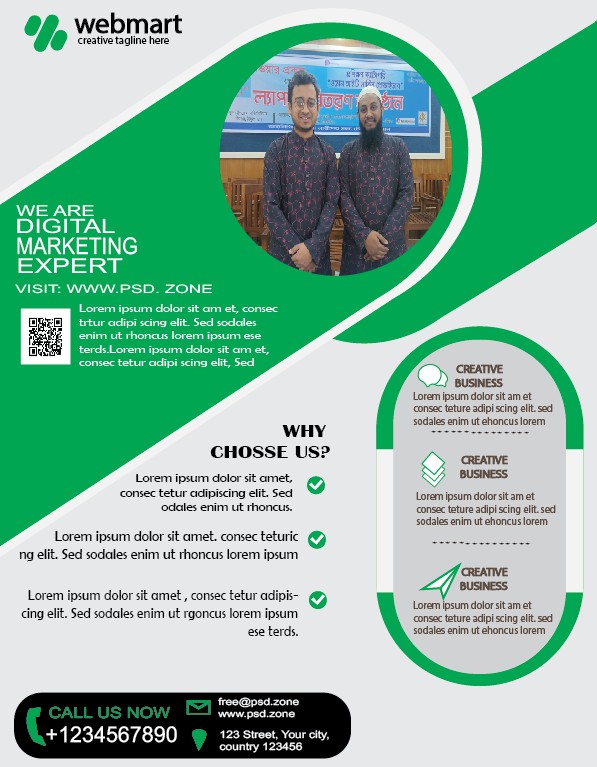 webmart
creative tagline here
WE ARE
DIGITAL
MARKETING
EXPERT
VISIT: WWW.PSD. ZONE
Lorem ipsum dolor sit am et, consec
trtur adipi scing elit. Sed sodales
enim ut rhoncus lorem ipsum ese
terds.Lorem ipsum dolor sit am et,
consec tetur adipi scing elit, Sed
WHY
CHOSSE US?
Lorem ipsum dolor sit amet,
consec tetur adipiscing elit. Sed
odales enim ut rhoncus.
Lorem ipsum dolor sit amet. consec teturic
ng elit. Sed sodales enim ut rhoncus lorem ipsum
Lorem ipsum dolor sit amet , consec tetur adipis-
cing elit. Sed sodales enim ut rgoncus lorem ipsum
ese terds.
CREATIVE
BUSINESS
Lorem ipsum dolor sit am et
consec teture adipi scing elit. sed
sodales enim ut ehoncus lorem
CREATIVE
BUSINESS
Lorem ipsum dolor sit am et
consec teture adipi scing elit. sed
sodales enim ut ehoncus lorem
CREATIVE
BUSINESS
Lorem ipsum dolor sit am et
consec teture adipi scing elit. sed
sodales enim ut ehoncus lorem
CALL US NOW
+1234567890
free@psd.zone
www.psd.zone
123 Street, Your city,
country 123456